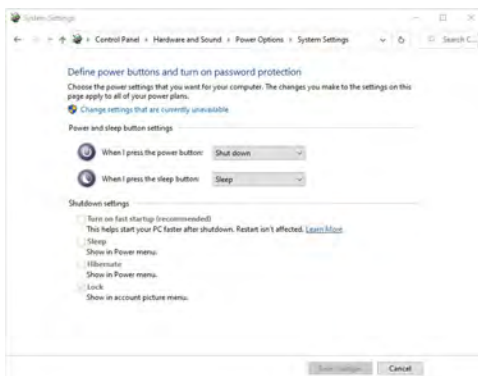 System Settings
Control Panel › Hardware and Sound › Power Options › System Settings
Search C...
Define power buttons and turn on password protection
Choose the power settings that you want for your computer. The changes you make to the settings on this
page apply to all of your power plans.
Change settings that are currently unavailable
Power and sleep button settings
When I press the power button: Shut down
When I press the sleep button: Sleep
Shutdown settings
Turn on fast startup (recommended)
This helps start your PC faster after shutdown. Restart isn't affected. Learn More
Sleep
Show in Power menu.
Hibernate
Show in Power menu.
Lock
Show in account picture menu.
Save changes Cancel